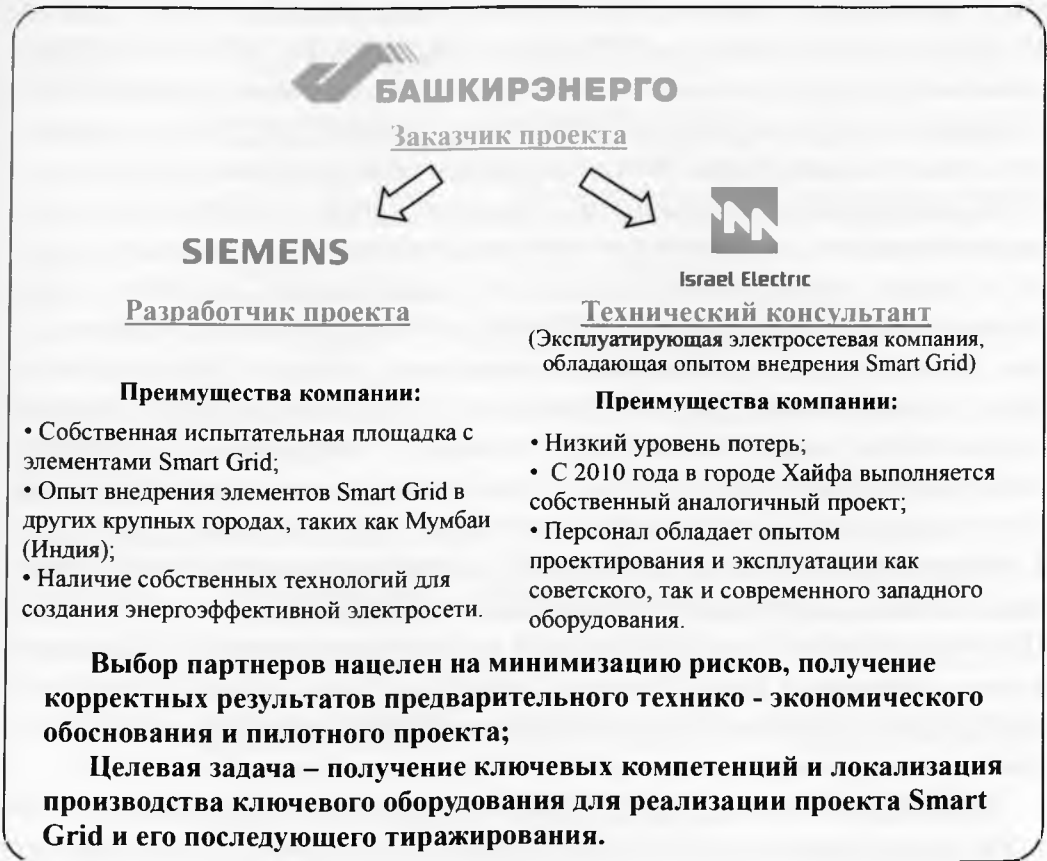 БАШКИРЭНЕРГО
Заказчик проекта
SIEMENS
Разработчик проекта
Israel Electric
Технический консультант
(Эксплуатирующая электросетевая компания,
обладающая опытом внедрения Smart Grid)
Преимущества компании:
• Собственная испытательная площадка с
элементами Smart Grid;
• Опыт внедрения элементов Smart Grid в
других крупных городах, таких как Мумбаи
(Индия);
• Наличие собственных технологий для
создания энергоэффективной электросети.
Преимущества компании:
• Низкий уровень потерь;
• С 2010 года в городе Хайфа выполняется
собственный аналогичный проект;
• Персонал обладает опытом
проектирования и эксплуатации как
советского, так и современного западного
оборудования.
Выбор партнеров нацелен на минимизацию рисков, получение
корректных результатов предварительного технико - экономического
обоснования и пилотного проекта;
Целевая задача – получение ключевых компетенций и локализация
производства ключевого оборудования для реализации проекта Smart
Grid и его последующего тиражирования.